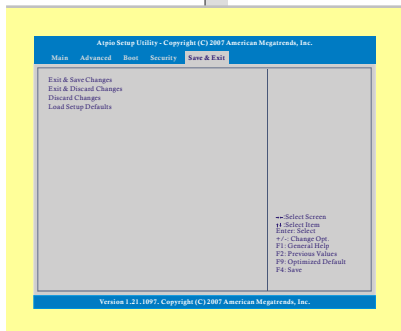 Atpio Setup Utility - Copyright (C) 2007 American Megatrends, Inc.
Main Advanced Boot Security Save & Exit
Exit & Save Changes
Exit & Discard Changes
Discard Changes
Load Setup Defaults
↔:Select Screen
↑↓:Select Item
Enter: Select
+/-: Change Opt.
F1: General Help
F2: Previous Values
F9: Optimized Default
F4: Save
Version 1.21.1097. Copyright (C) 2007 American Megatrends, Inc.